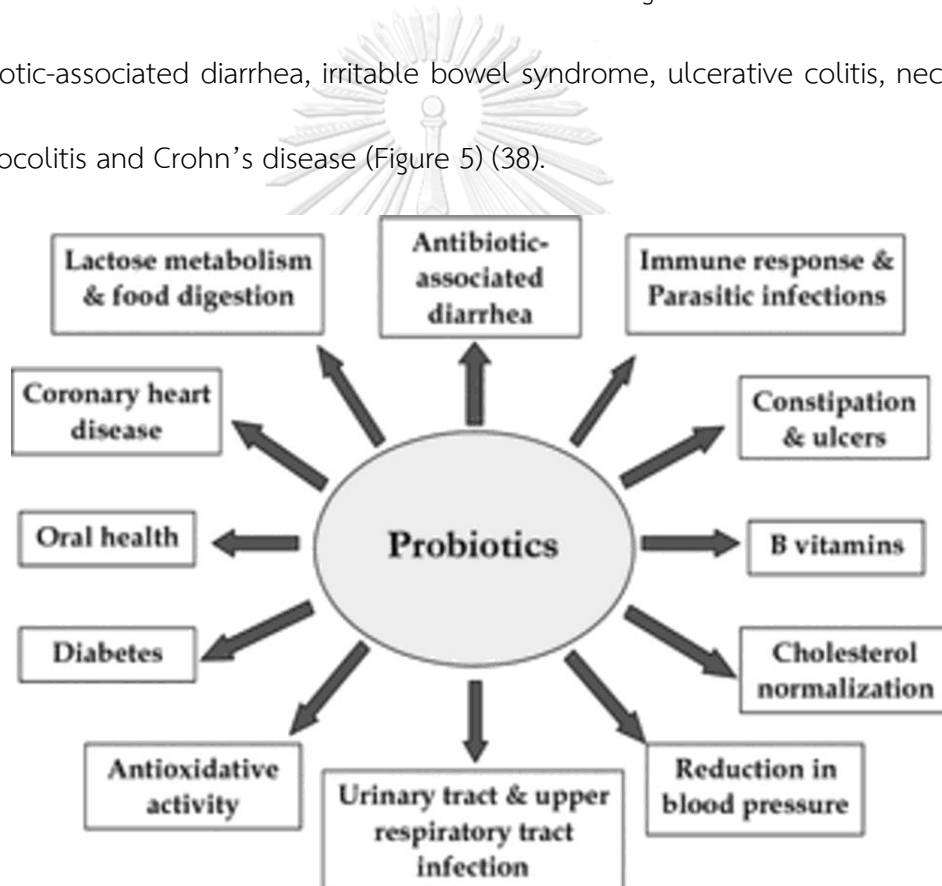 otic-associated diarrhea, irritable bowel syndrome, ulcerative colitis, nec
ocolitis and Crohn's disease (Figure 5) (38).
Antibiotic-
associated
diarrhea
Lactose metabolism
& food digestion
Immune response &
Parasitic infections
Coronary heart
disease
Constipation
& ulcers
Oral health
Probiotics
B vitamins
Diabetes
Cholesterol
normalization
Antioxidative
activity
Urinary tract & upper
respiratory tract
infection
Reduction in
blood pressure